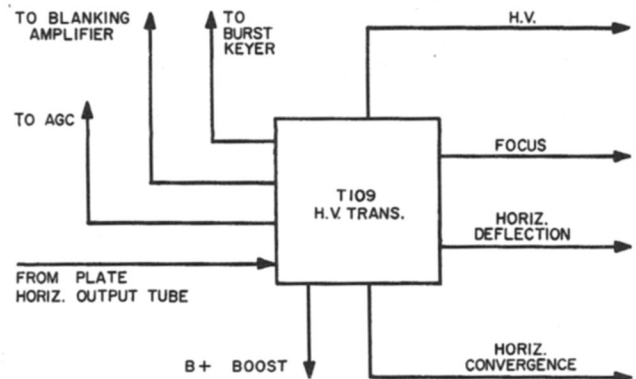 TO BLANKING
AMPLIFIER
TO
BURST
KEYER
H.V.
TO AGC
FOCUS
T109
H.V. TRANS.
HORIZ.
DEFLECTION
FROM PLATE
HORIZ. OUTPUT TUBE
B+ BOOST
HORIZ.
CONVERGENCE